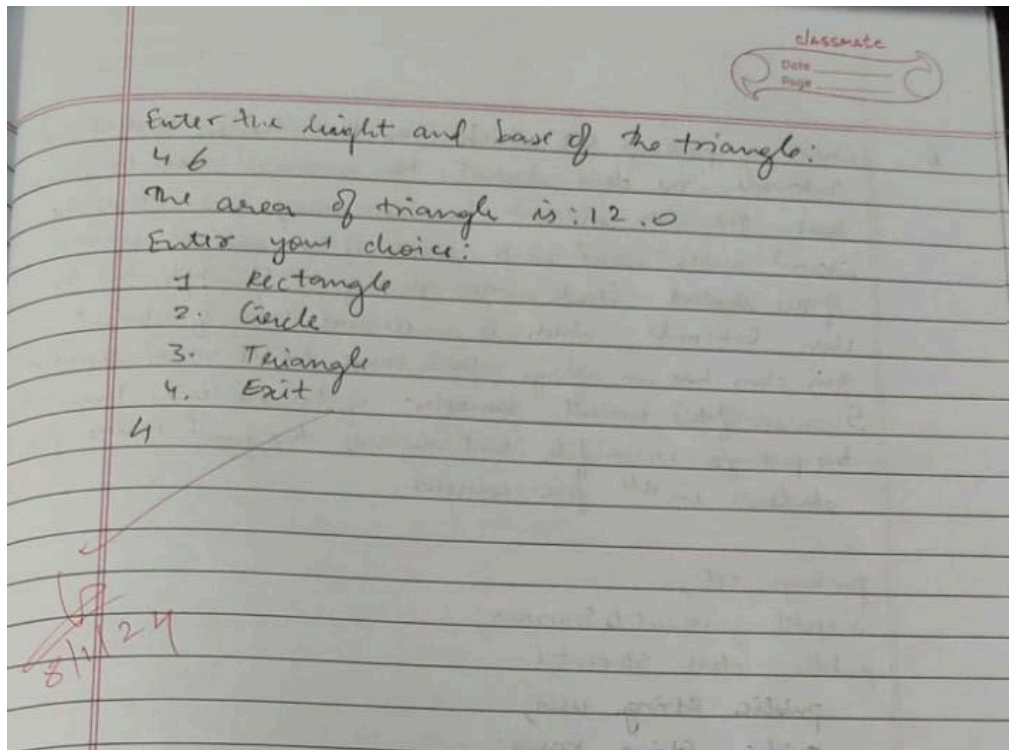 classmate
Date
Page
Enter the height and base of the triangle:
4 6
The area of triangle is: 12.0
Enter your choice:
1. Rectangle
2. Circle
3. Triangle
4. Exit
4
8/1/24